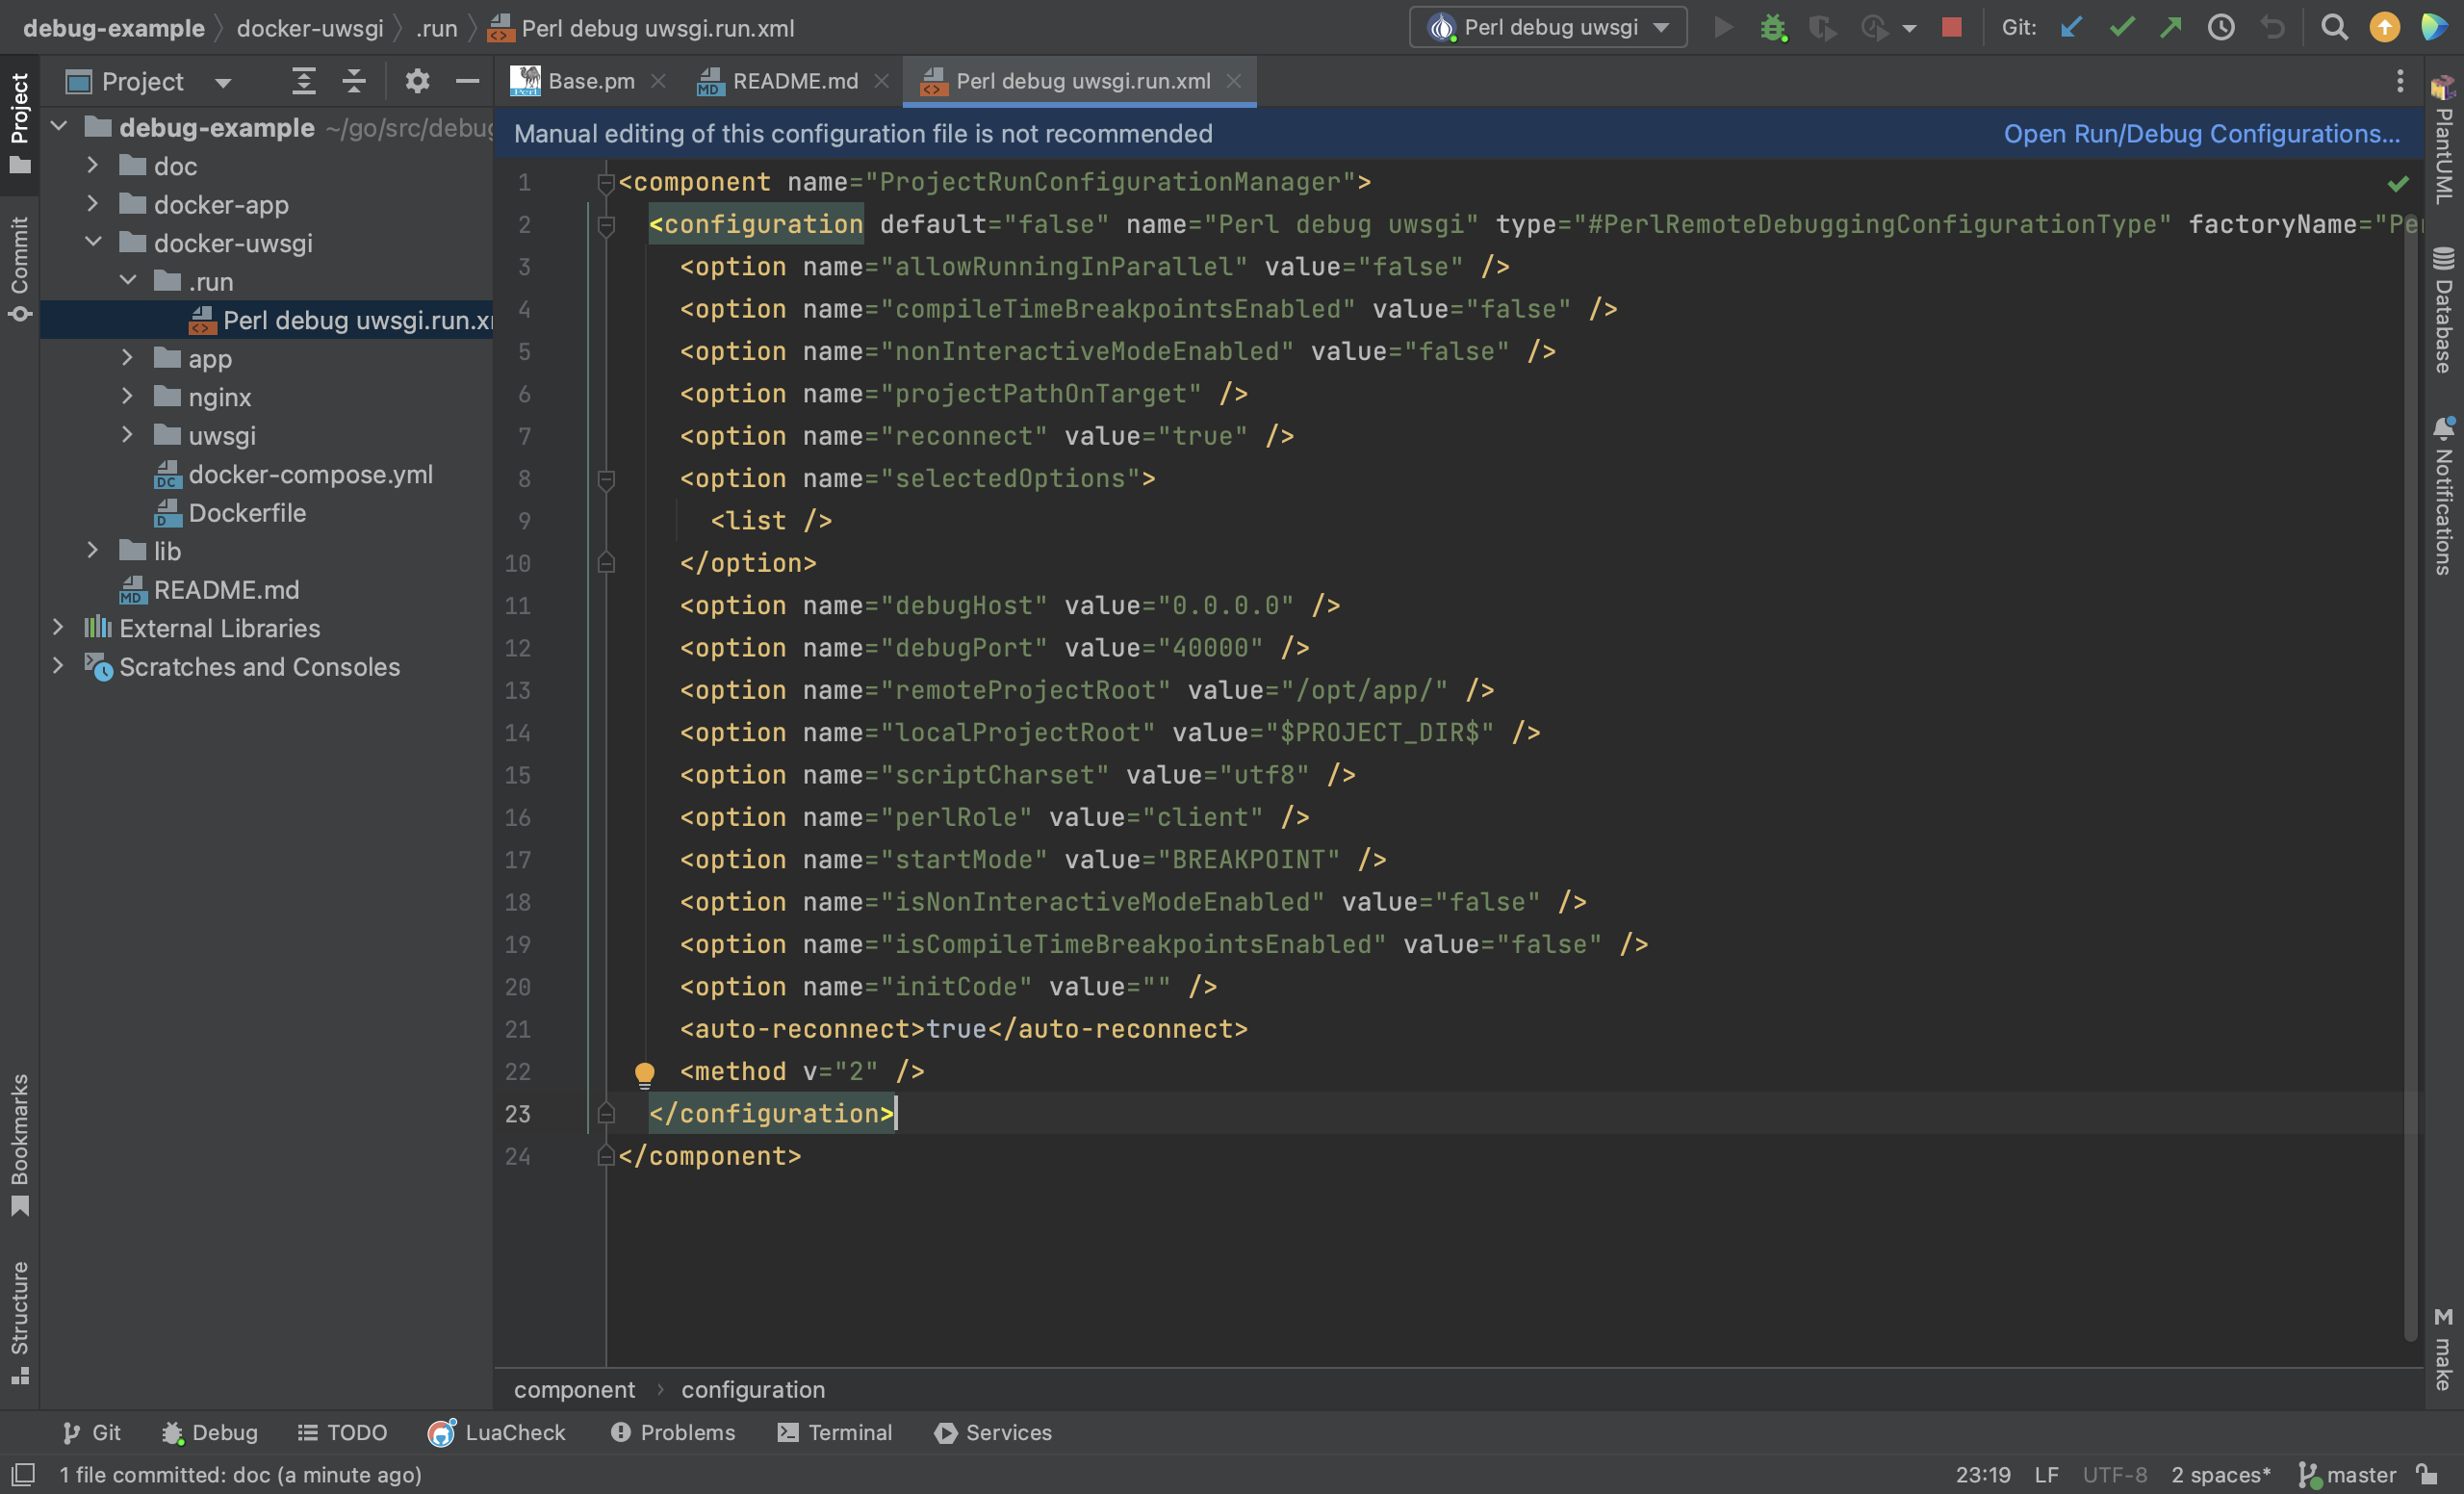 debug-example docker-uwsgi .run Perl debug uwsgi.run.xml
Perl debug uwsgi
Git:
Project
Base.pm
README.md
Perl debug uwsgi.run.xml
Project
Commit
Bookmarks
Structure
debug-example ~/go/src/debug
doc
docker-app
docker-uwsgi
.run
Perl debug uwsgi.run.x
app
nginx
uwsgi
DC docker-compose.yml
D Dockerfile
lib
MD README.md
External Libraries
Scratches and Consoles
Manual editing of this configuration file is not recommended
Open Run/Debug Configurations...
1 <component name="ProjectRunConfigurationManager">
2 <configuration default="false" name="Perl debug uwsgi" type="#PerlRemoteDebuggingConfigurationType" factoryName="Pe
3 <option name="allowRunningInParallel" value="false" />
4 <option name="compileTimeBreakpointsEnabled" value="false" />
5 <option name="nonInteractiveModeEnabled" value="false" />
6 <option name="projectPathOnTarget" />
7 <option name="reconnect" value="true" />
8 <option name="selectedOptions">
9 <list />
10 </option>
11 <option name="debugHost" value="0.0.0.0" />
12 <option name="debugPort" value="40000" />
13 <option name="remoteProjectRoot" value="/opt/app/" />
14 <option name="localProjectRoot" value="$PROJECT_DIR$" />
15 <option name="scriptCharset" value="utf8" />
16 <option name="perlRole" value="client" />
17 <option name="startMode" value="BREAKPOINT" />
18 <option name="isNonInteractiveModeEnabled" value="false" />
19 <option name="isCompileTimeBreakpointsEnabled" value="false" />
20 <option name="initCode" value="" />
21 <auto-reconnect>true</auto-reconnect>
22 <method v="2" />
23 </configuration>
24 </component>
PlantUML
Database
Notifications
M make
component configuration
Git
Debug
TODO
LuaCheck
Problems
Terminal
Services
1 file committed: doc (a minute ago)
23:19 LF UTF-8 2 spaces* master